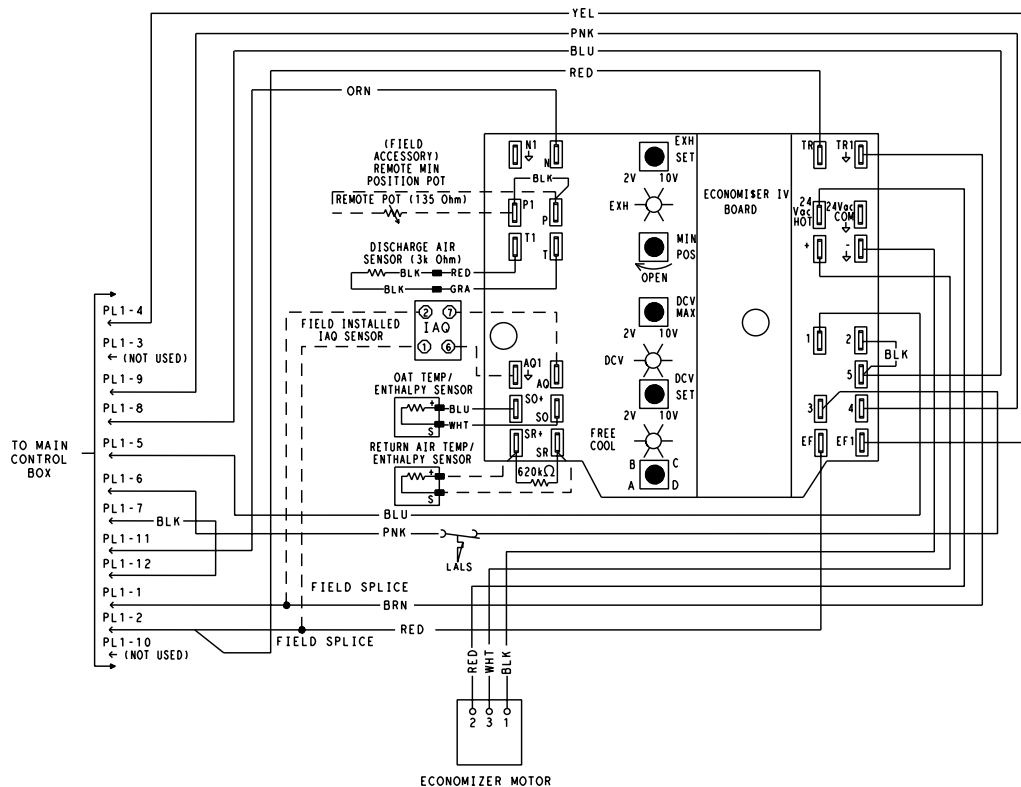 YEL
PNK
BLU
RED
ORN
(FIELD
ACCESSORY)
REMOTE MIN
POSITION POT
REMOTE POT (135 Ohm)
DISCHARGE AIR
SENSOR (3k Ohm)
BLK
RED
BLK
GRA
FIELD INSTALLED
IAQ SENSOR
2
7
IAQ
1
6
OAT TEMP/
ENTHALPY SENSOR
+
S
BLU
WHT
RETURN AIR TEMP/
ENTHALPY SENSOR
+
S
620kΩ
N1
N
BLK
P1
P
T1
T
AQ1
AQ
SO+
SO
SR+
SR
EXH
SET
2V 10V
EXH
MIN
POS
OPEN
DCV
MAX
2V 10V
DCV
DCV
SET
2V 10V
FREE
COOL
B C
A D
ECONOMI$ER IV
BOARD
TR
TR1
24
Vac
HOT
24Vac
COM
+
-
1
2
BLK
5
3
4
EF
EF1
TO MAIN
CONTROL
BOX
PL1-4
PL1-3
(NOT USED)
PL1-9
PL1-8
PL1-5
PL1-6
PL1-7
BLK
PL1-11
PL1-12
PL1-1
PL1-2
PL1-10
(NOT USED)
BLU
PNK
LALS
FIELD SPLICE
BRN
FIELD SPLICE
RED
RED
WHT
BLK
2 3 1
ECONOMIZER MOTOR